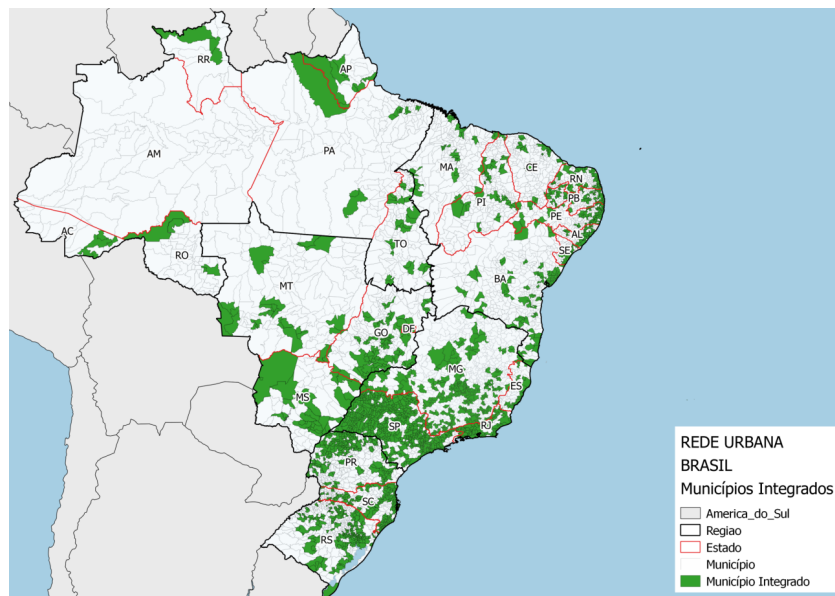 RR
AP
AM
PA
MA
CE
RN
PB
PI
PE
AL
SE
AC
RO
TO
BA
MT
GO
DF
MG
ES
MS
SP
RJ
PR
SC
RS
REDE URBANA
BRASIL
Municípios Integrados
America_do_Sul
Regiao
Estado
Município
Município Integrado